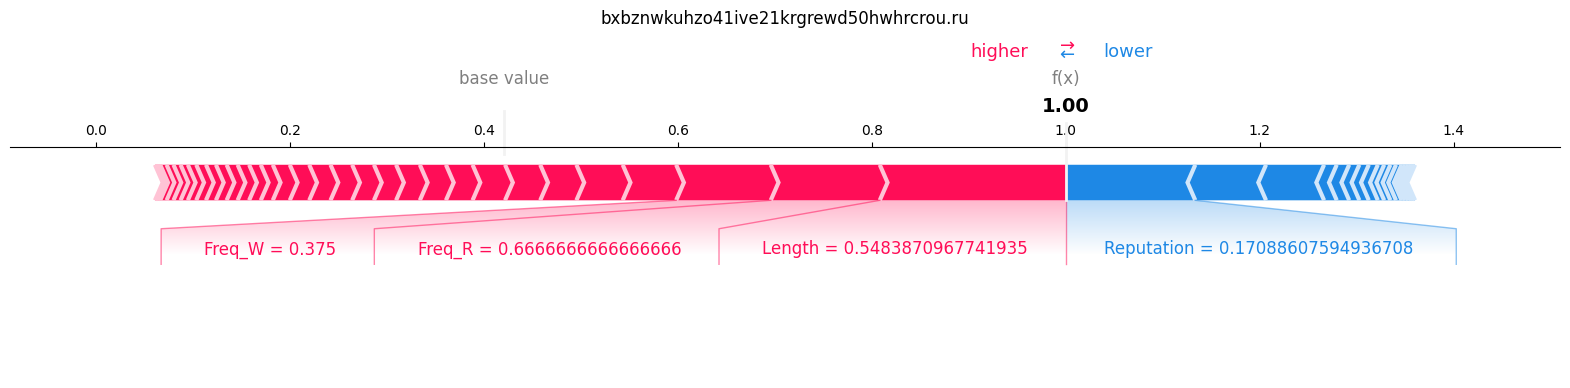 bxbznwkuhzo41ive21krgrewd50hwhrcrou.ru
higher ⇄ lower
base value f(x)
1.00
0.0 0.2 0.4 0.6 0.8 1.0 1.2 1.4
Freq_W = 0.375 Freq_R = 0.6666666666666666 Length = 0.5483870967741935 Reputation = 0.17088607594936708